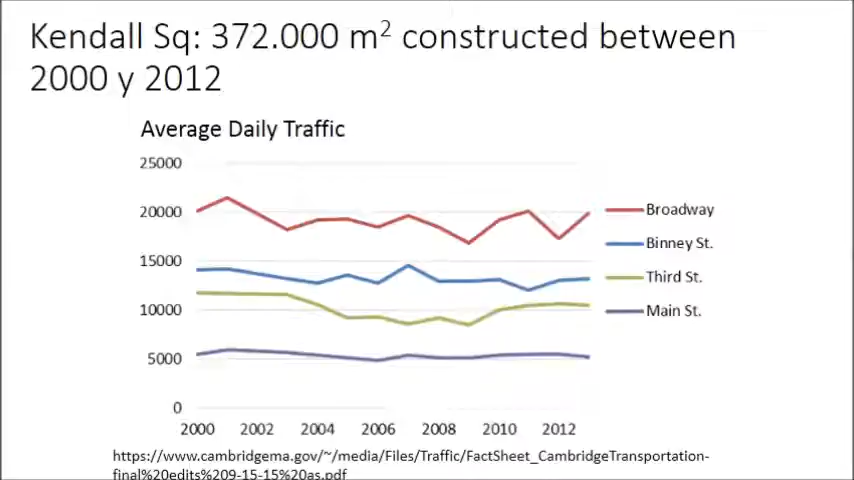 Kendall Sq: 372.000 m² constructed between
2000 y 2012
Average Daily Traffic
25000
20000
15000
10000
5000
0
2000 2002 2004 2006 2008 2010 2012
Broadway
Binney St.
Third St.
Main St.
https://www.cambridgema.gov/~/media/Files/Traffic/FactSheet_CambridgeTransportation-
final%20edits%209-15-15%20as.pdf